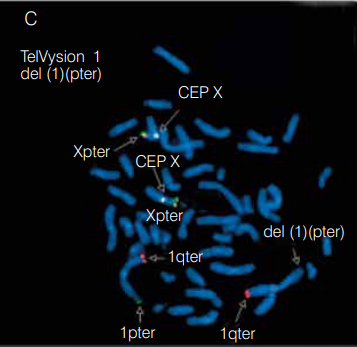 C
TelVysion 1
del (1)(pter)
CEP X
Xpter
CEP X
Xpter
del (1)(pter)
1qter
1pter
1qter